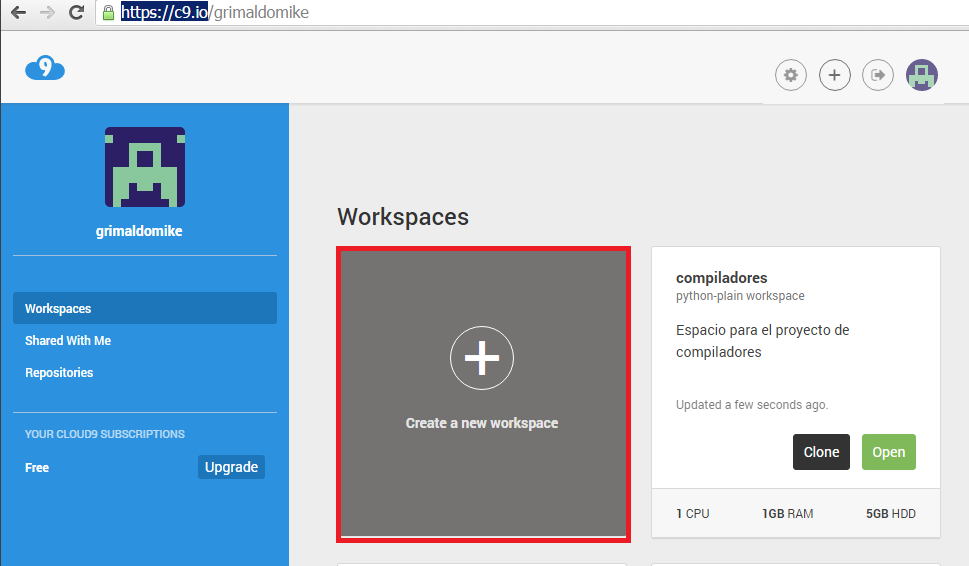 https://c9.io/grimaldomike
9
grimaldomike
Workspaces
Shared With Me
Repositories
YOUR CLOUD9 SUBSCRIPTIONS
Free
Upgrade
Workspaces
Create a new workspace
compiladores
python-plain workspace
Espacio para el proyecto de
compiladores
Updated a few seconds ago.
Clone
Open
1 CPU
1GB RAM
5GB HDD